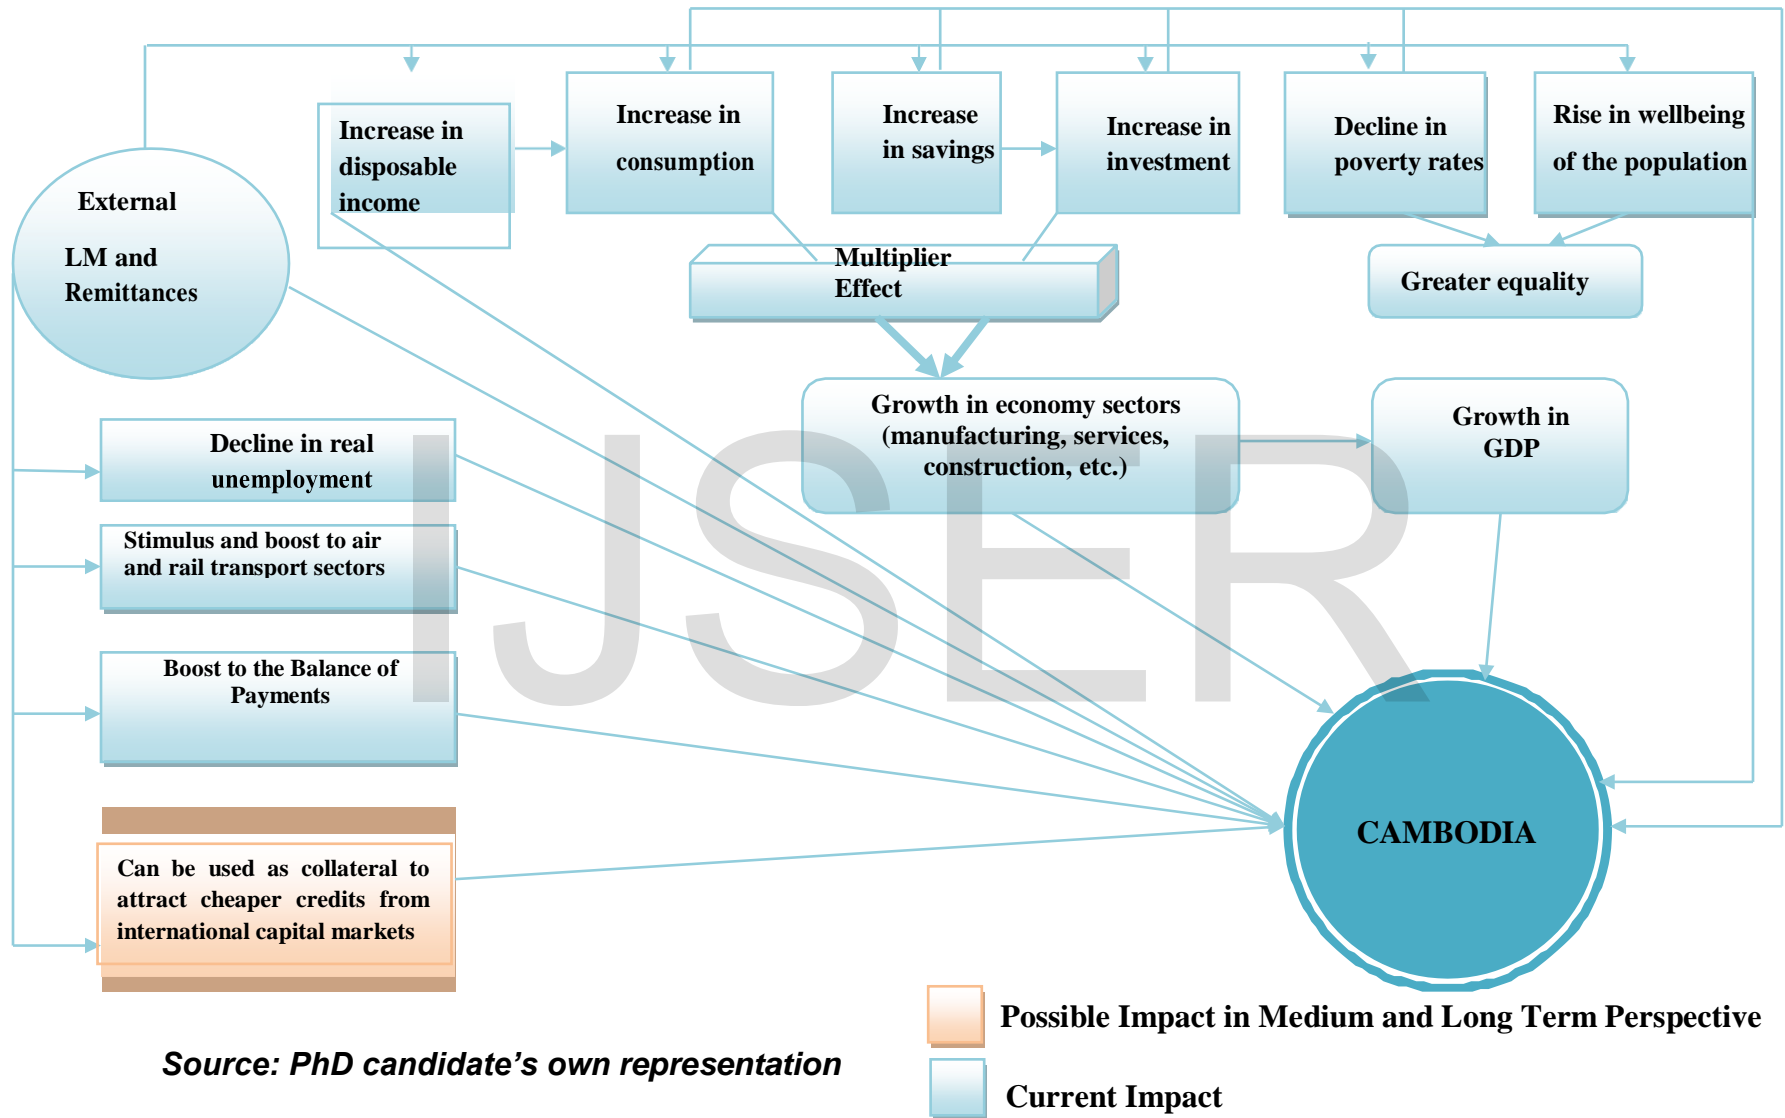 External
LM and
Remittances
Increase in
disposable
income
Increase in
consumption
Increase
in savings
Increase in
investment
Decline in
poverty rates
Rise in wellbeing
of the population
Multiplier
Effect
Greater equality
Growth in economy sectors
(manufacturing, services,
construction, etc.)
Growth in
GDP
Decline in real
unemployment
Stimulus and boost to air
and rail transport sectors
Boost to the Balance of
Payments
Can be used as collateral to
attract cheaper credits from
international capital markets
IJSER
CAMBODIA
Possible Impact in Medium and Long Term Perspective
Current Impact
Source: PhD candidate’s own representation